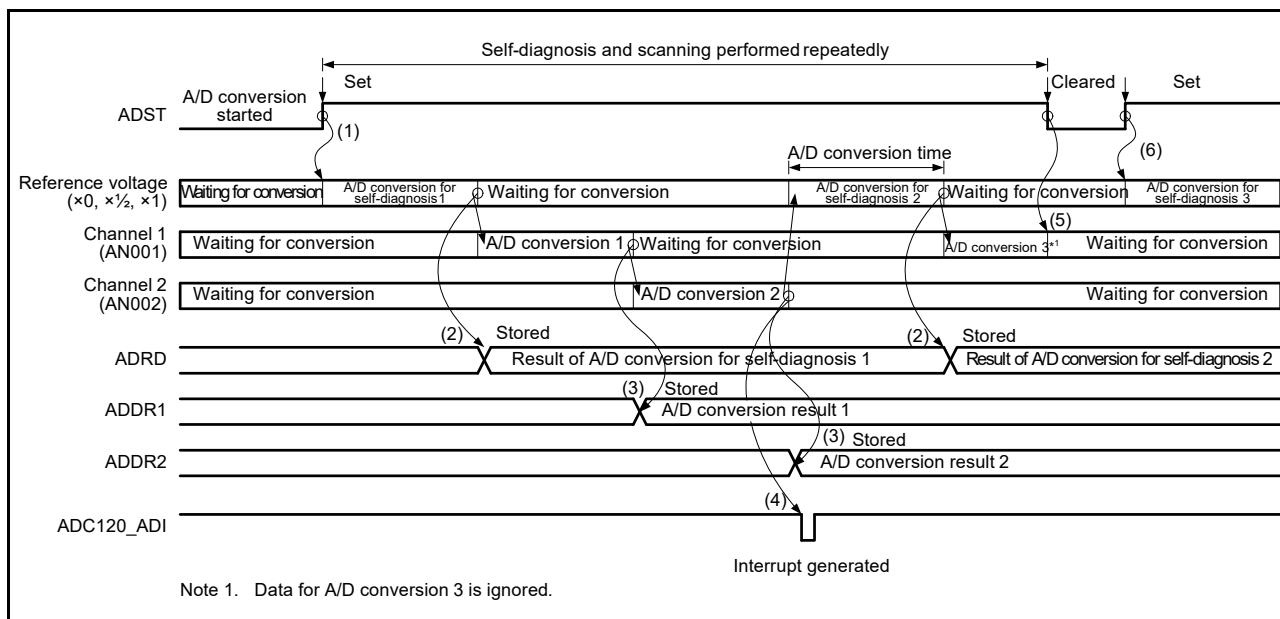 Self-diagnosis and scanning performed repeatedly
Set
Cleared
Set
A/D conversion
started
ADST
(1)
A/D conversion time
(6)
Reference voltage
(×0, ×½, ×1)
Waiting for conversion
A/D conversion for
self-diagnosis 1
Waiting for conversion
A/D conversion for
self-diagnosis 2
Waiting for conversion
A/D conversion for
self-diagnosis 3
(5)
Channel 1
(AN001)
Waiting for conversion
A/D conversion 1
Waiting for conversion
A/D conversion 3*1
Waiting for conversion
Channel 2
(AN002)
Waiting for conversion
A/D conversion 2
Waiting for conversion
(2)
Stored
(2)
Stored
ADRD
Result of A/D conversion for self-diagnosis 1
Result of A/D conversion for self-diagnosis 2
(3)
Stored
ADDR1
A/D conversion result 1
(3)
Stored
ADDR2
A/D conversion result 2
(4)
ADC120_ADI
Interrupt generated
Note 1. Data for A/D conversion 3 is ignored.